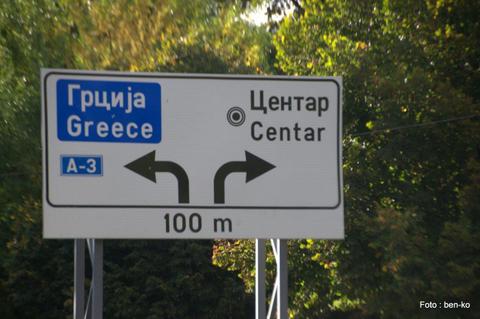 Грција
Greece
A-3
Центар
Centar
100 m
Foto : ben-ko